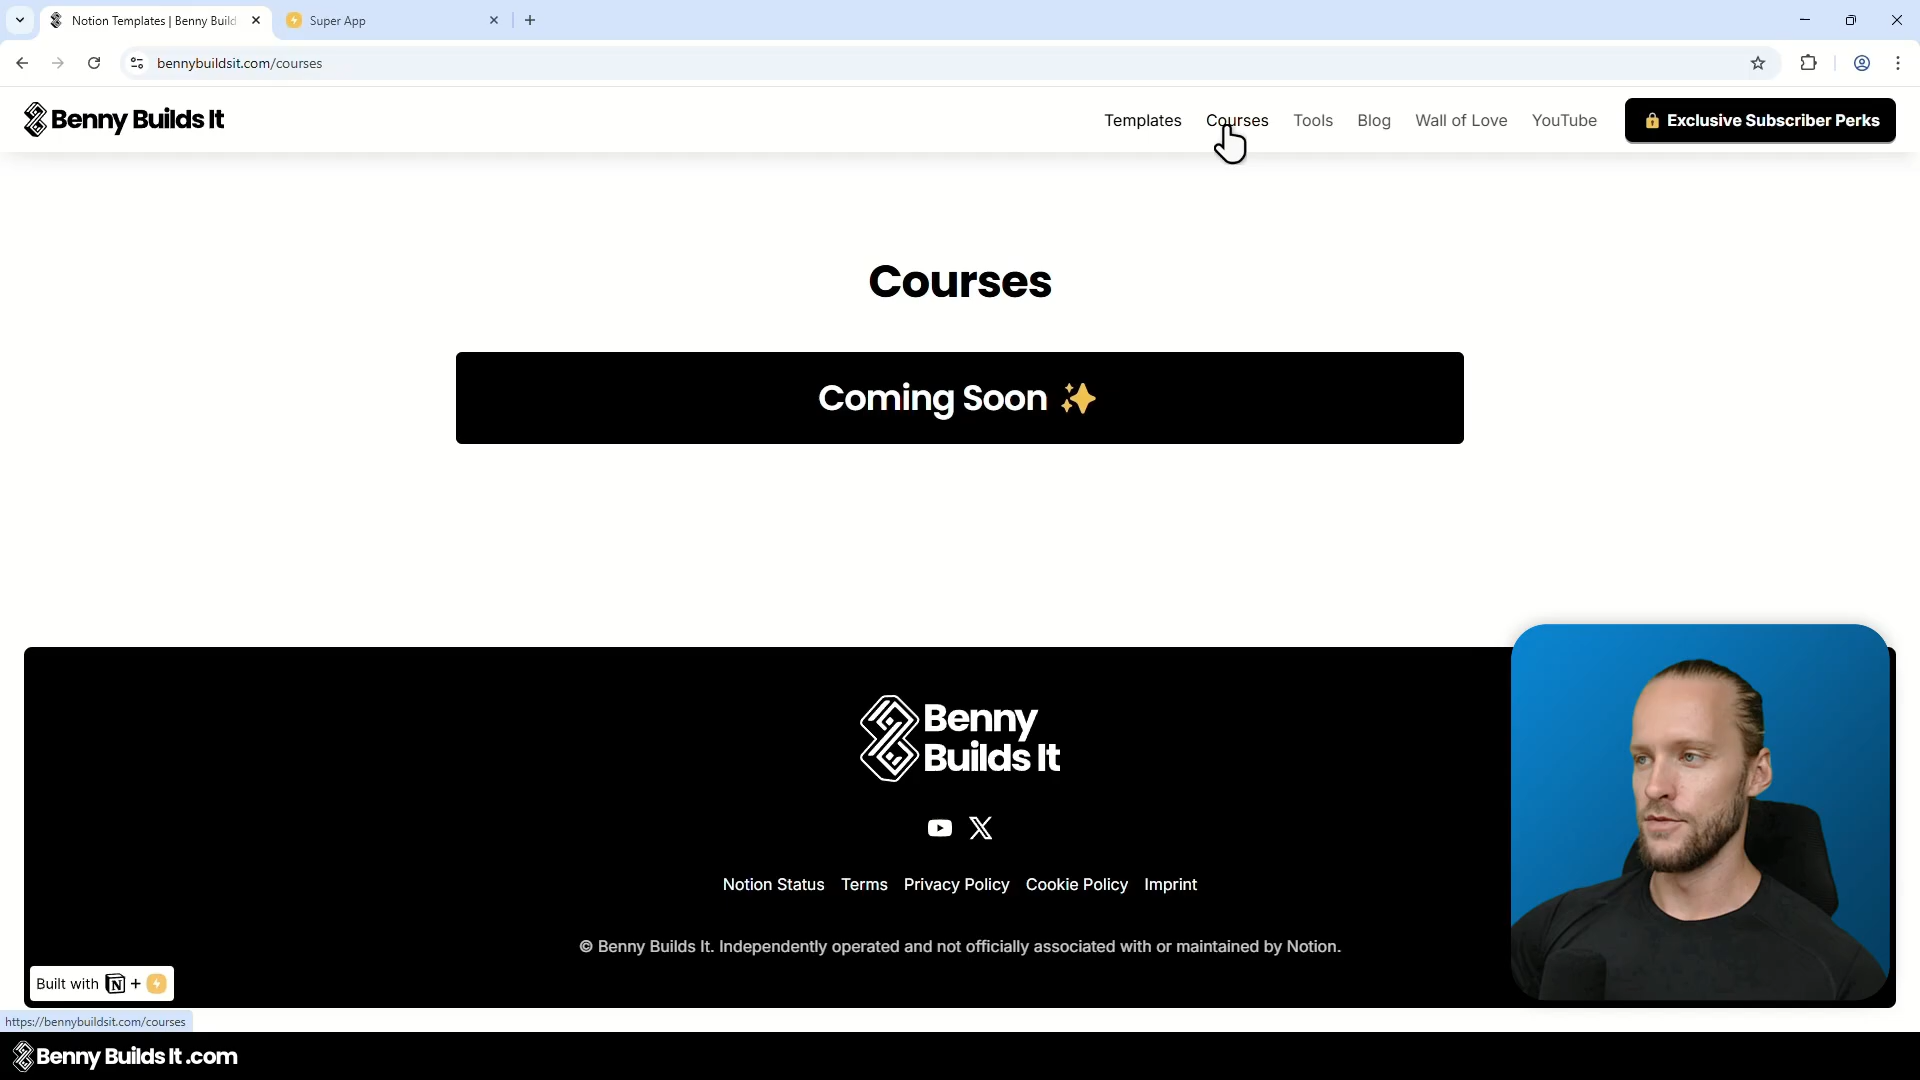 Notion Templates | Benny Build
Super App
bennybuildsit.com/courses
Benny Builds It
Templates
Courses
Tools
Blog
Wall of Love
YouTube
Exclusive Subscriber Perks
Courses
Coming Soon ✨
Benny
Builds It
Notion Status
Terms
Privacy Policy
Cookie Policy
Imprint
© Benny Builds It. Independently operated and not officially associated with or maintained by Notion.
Built with N + 
https://bennybuildsit.com/courses
Benny Builds It .com